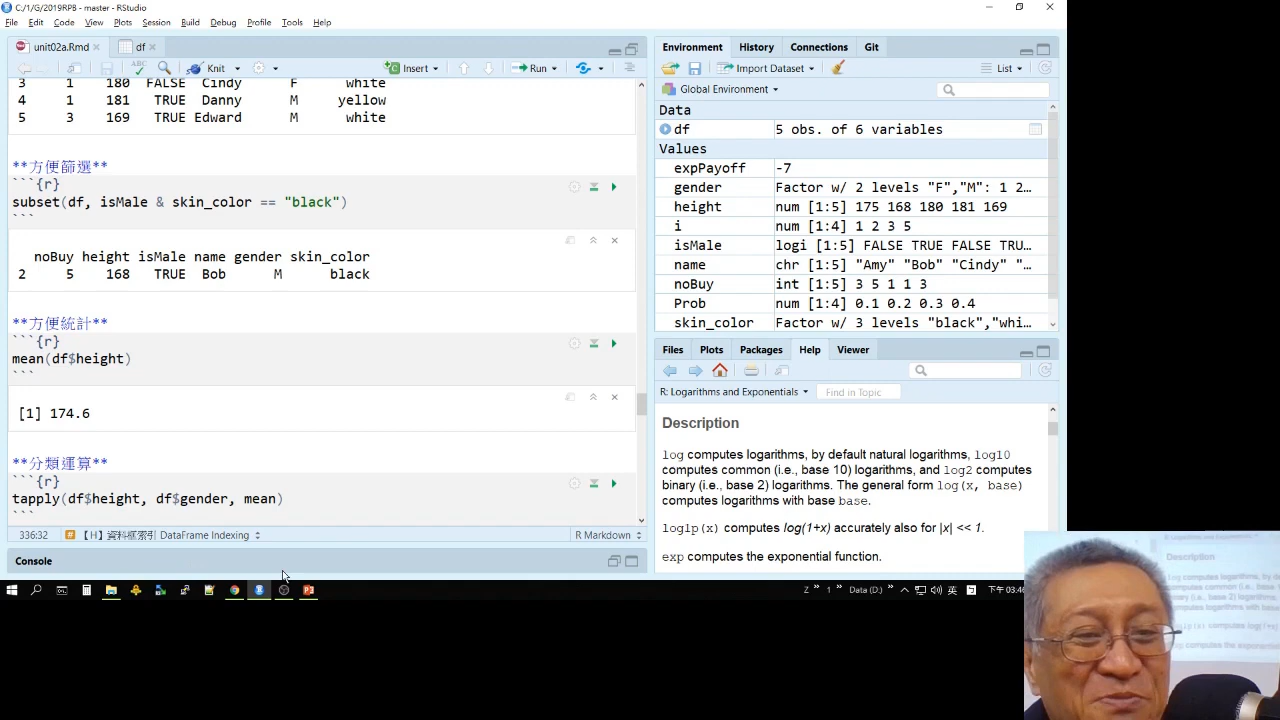 C:/1/G/2019RPB - master - RStudio
File Edit Code View Plots Session Build Debug Profile Tools Help
unit02a.Rmd df
Knit Insert Run
3 1 180 FALSE Cindy F white
4 1 181 TRUE Danny M yellow
5 3 169 TRUE Edward M white
**方便篩選**
```{r}
subset(df, isMale & skin_color == "black")
```
noBuy height isMale name gender skin_color
2 5 168 TRUE Bob M black
**方便統計**
```{r}
mean(df$height)
```
[1] 174.6
**分類運算**
```{r}
tapply(df$height, df$gender, mean)
```
336:32 # 【H】資料框索引 DataFrame Indexing R Markdown
Console
Environment History Connections Git
Import Dataset List
Global Environment
Data
df 5 obs. of 6 variables
Values
expPayoff -7
gender Factor w/ 2 levels "F","M": 1 2…
height num [1:5] 175 168 180 181 169
i num [1:4] 1 2 3 5
isMale logi [1:5] FALSE TRUE FALSE TRU…
name chr [1:5] "Amy" "Bob" "Cindy" "…
noBuy int [1:5] 3 5 1 1 3
Prob num [1:4] 0.1 0.2 0.3 0.4
skin_color Factor w/ 3 levels "black","whi…
Files Plots Packages Help Viewer
R: Logarithms and Exponentials Find in Topic
Description
log computes logarithms, by default natural logarithms, log10
computes common (i.e., base 10) logarithms, and log2 computes
binary (i.e., base 2) logarithms. The general form log(x, base)
computes logarithms with base base.
log1p(x) computes log(1+x) accurately also for |x| << 1.
exp computes the exponential function.
Z » 1 » Data (D:) » 英 下午 03:46
Description